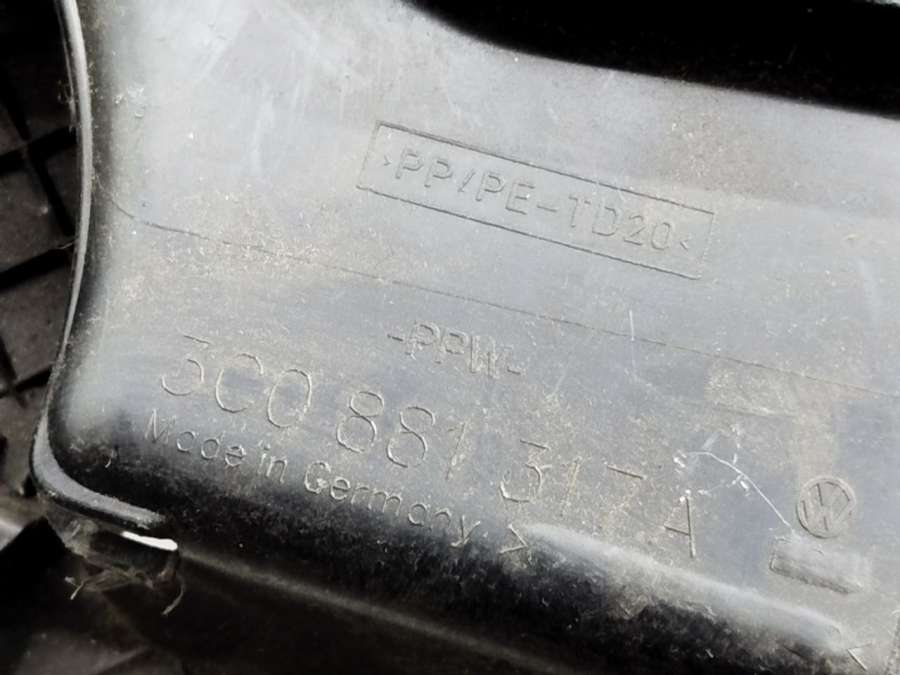 >PP/PE-TD20<
-PPW-
3C0 881 317 A
Made in Germany >